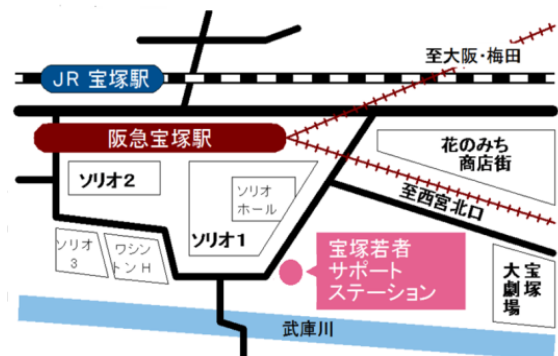 至大阪・梅田
JR 宝塚駅
阪急宝塚駅
花のみち
商店街
ソリオ2
ソリオ
ホール
至西宮北口
ソリオ1
ソリオ
3
ワシン
トンH
宝塚若者
サポート
ステーション
宝塚
大劇場
武庫川